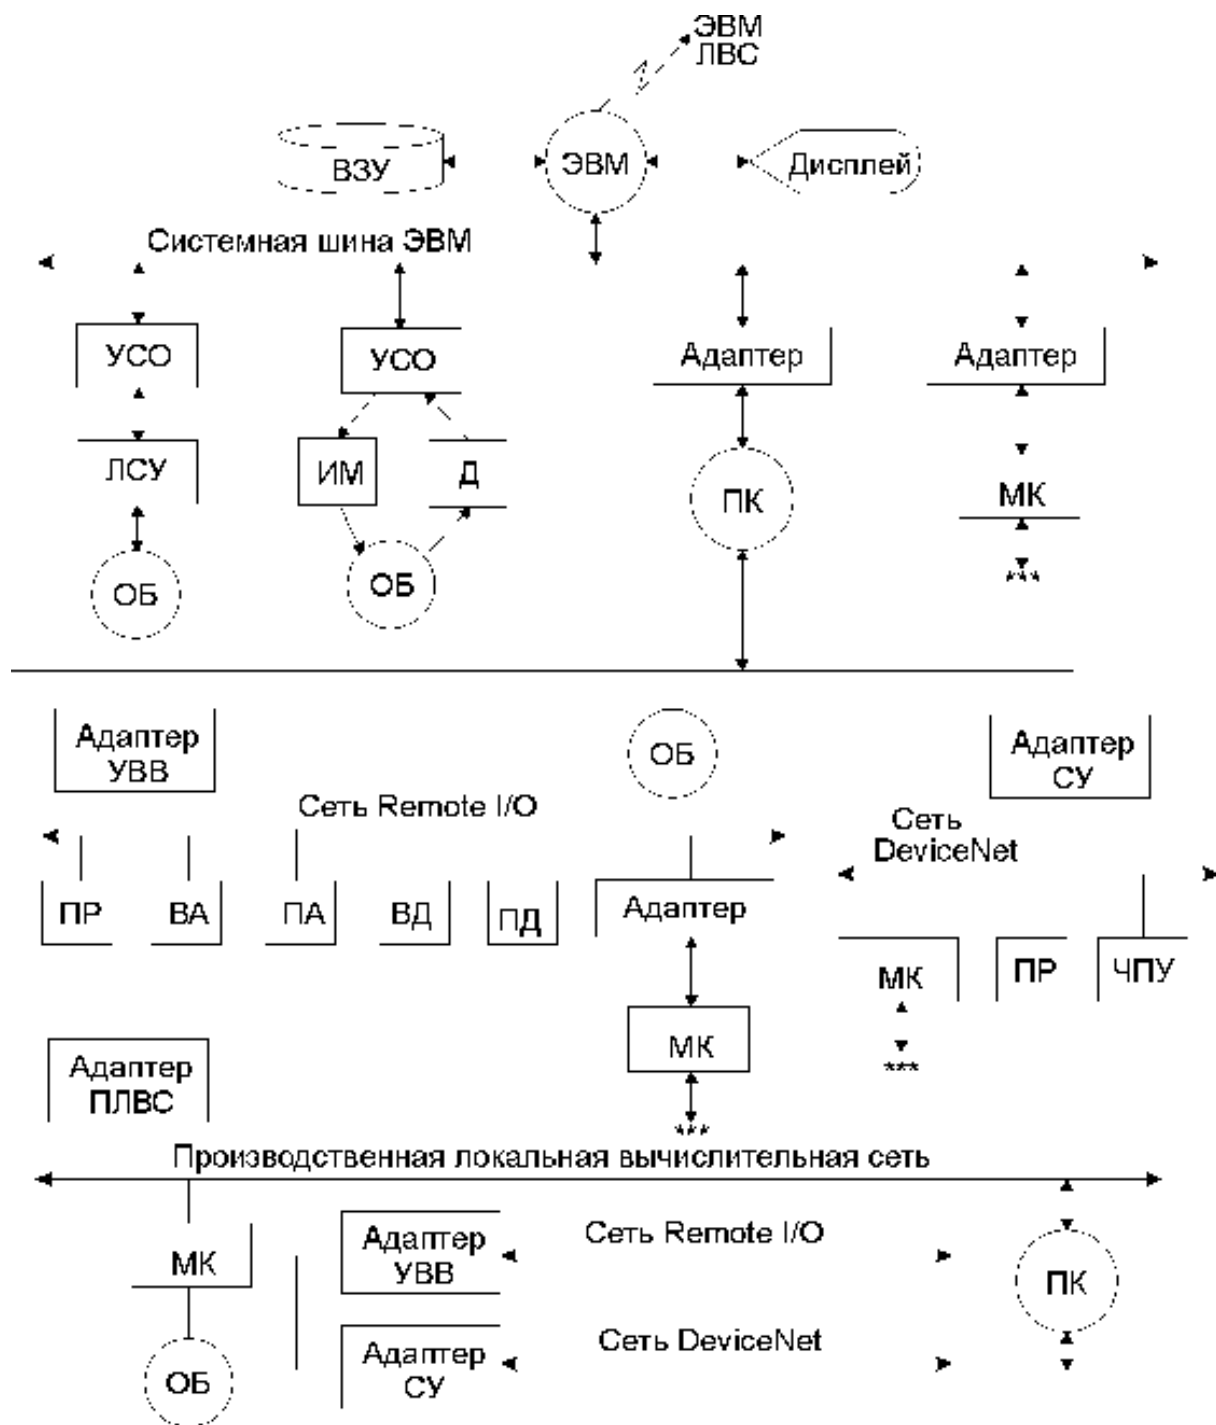 ЭВМ
ЛВС
ВЗУ
ЭВМ
Дисплей
Системная шина ЭВМ
УСО
УСО
Адаптер
Адаптер
ЛСУ
ИМ
Д
ПК
МК
ОБ
ОБ
***
Адаптер
УВВ
ОБ
Адаптер
СУ
Сеть Remote I/O
Сеть
DeviceNet
ПР
ВА
ПА
ВД
ПД
Адаптер
МК
ПР
ЧПУ
МК
***
Адаптер
ПЛВС
***
Производственная локальная вычислительная сеть
МК
Адаптер
УВВ
Сеть Remote I/O
ПК
ОБ
Адаптер
СУ
Сеть DeviceNet